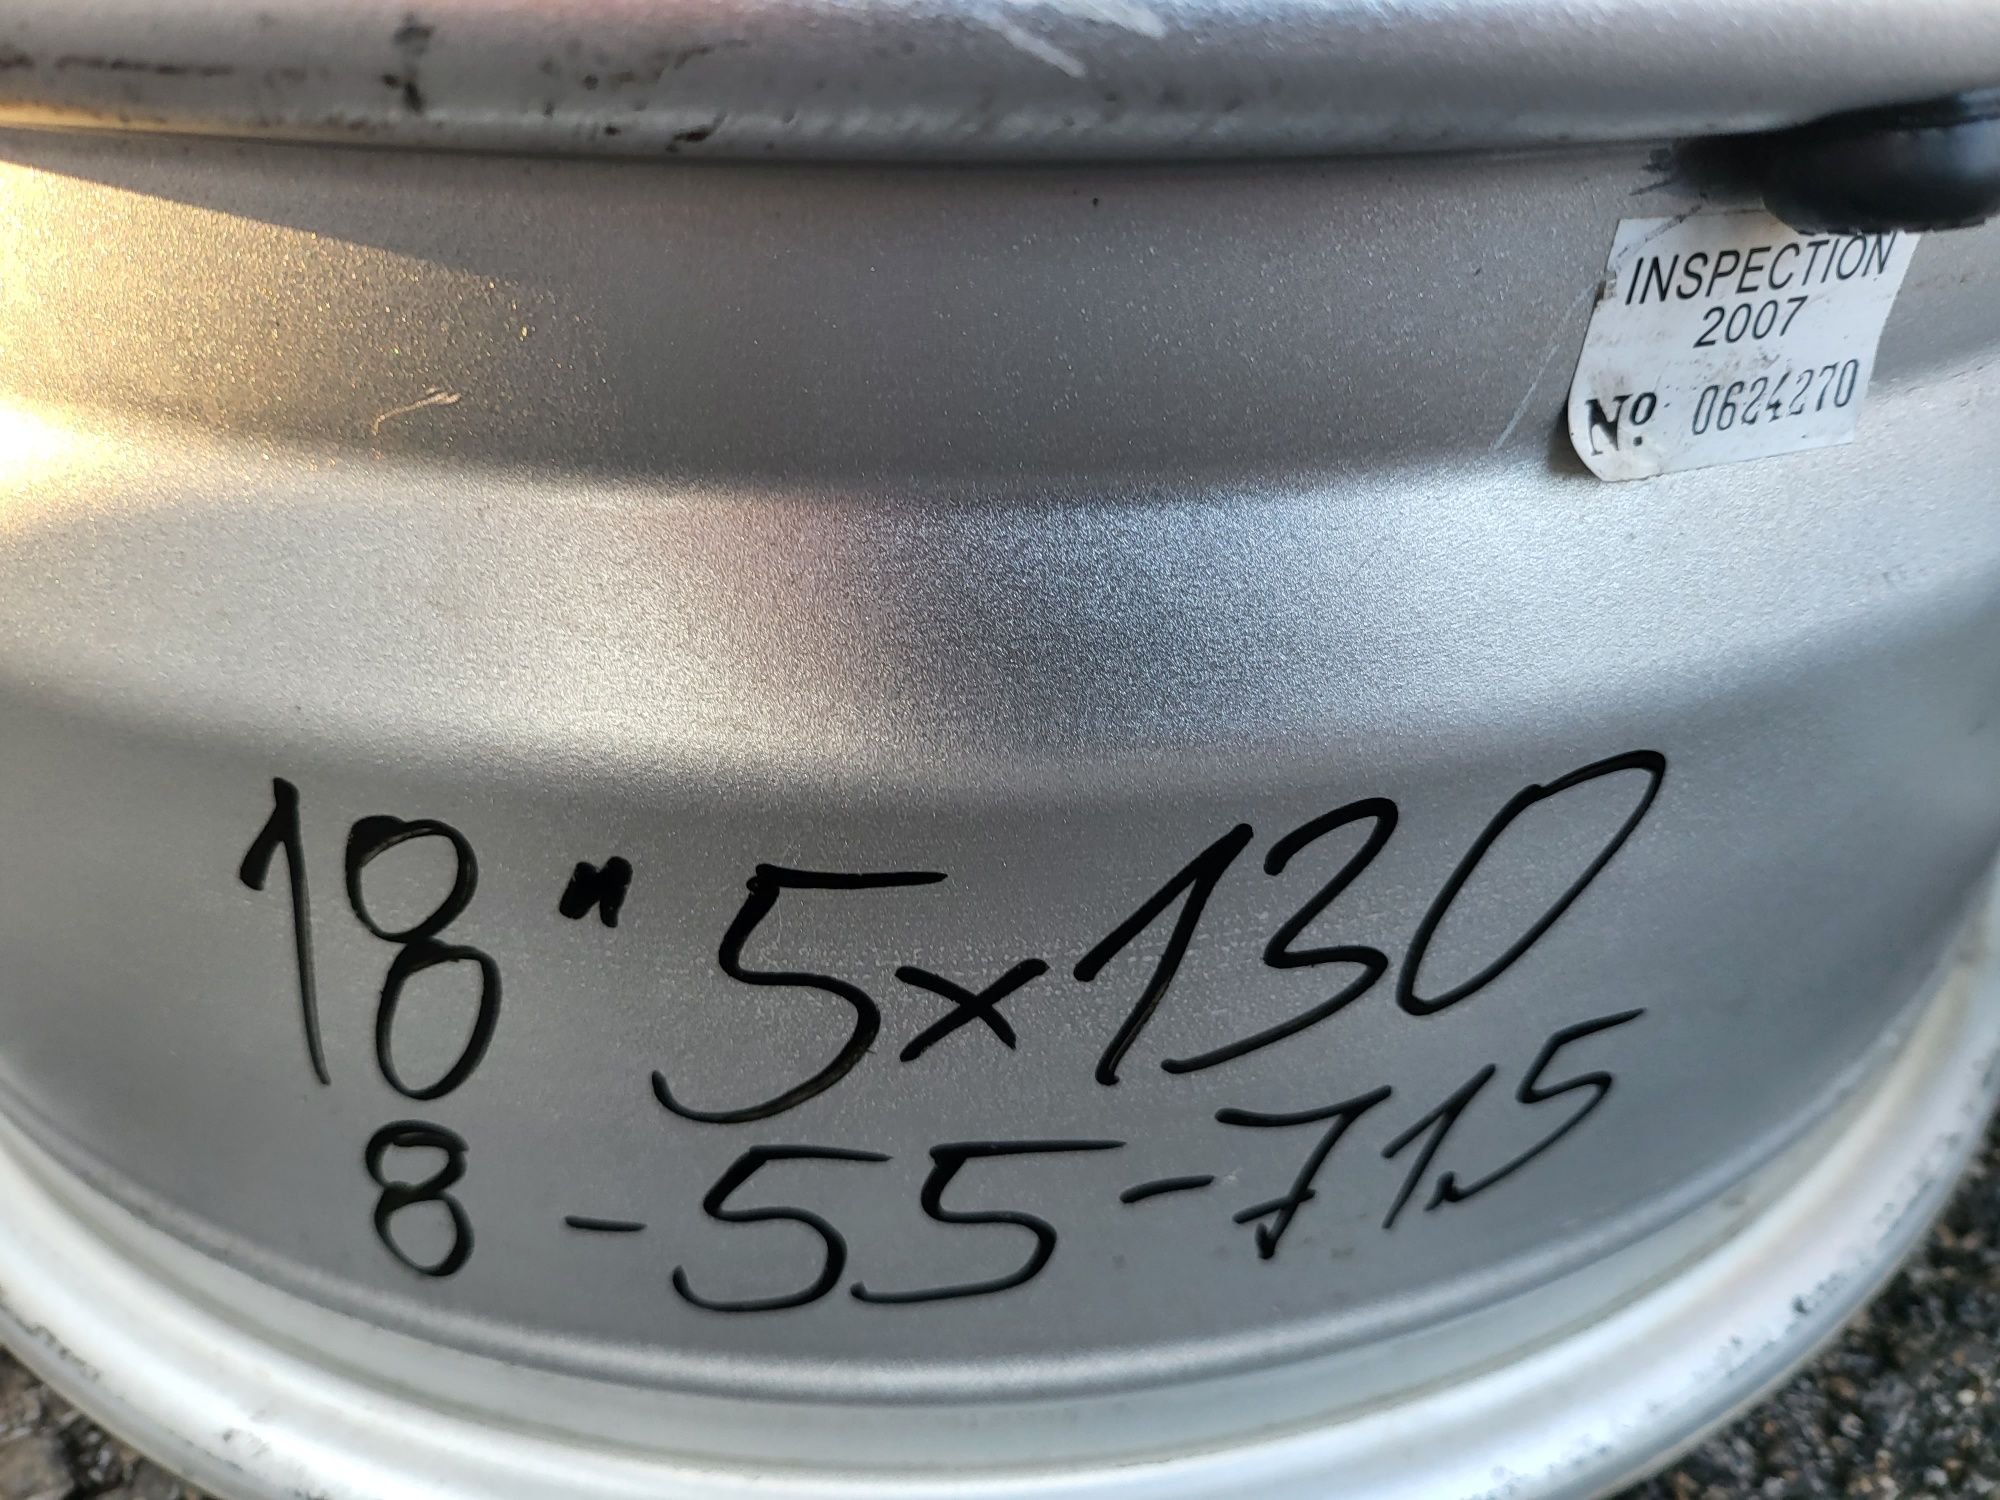 INSPECTION
2007
Nº 0624270
18" 5x130
8-55-71,5